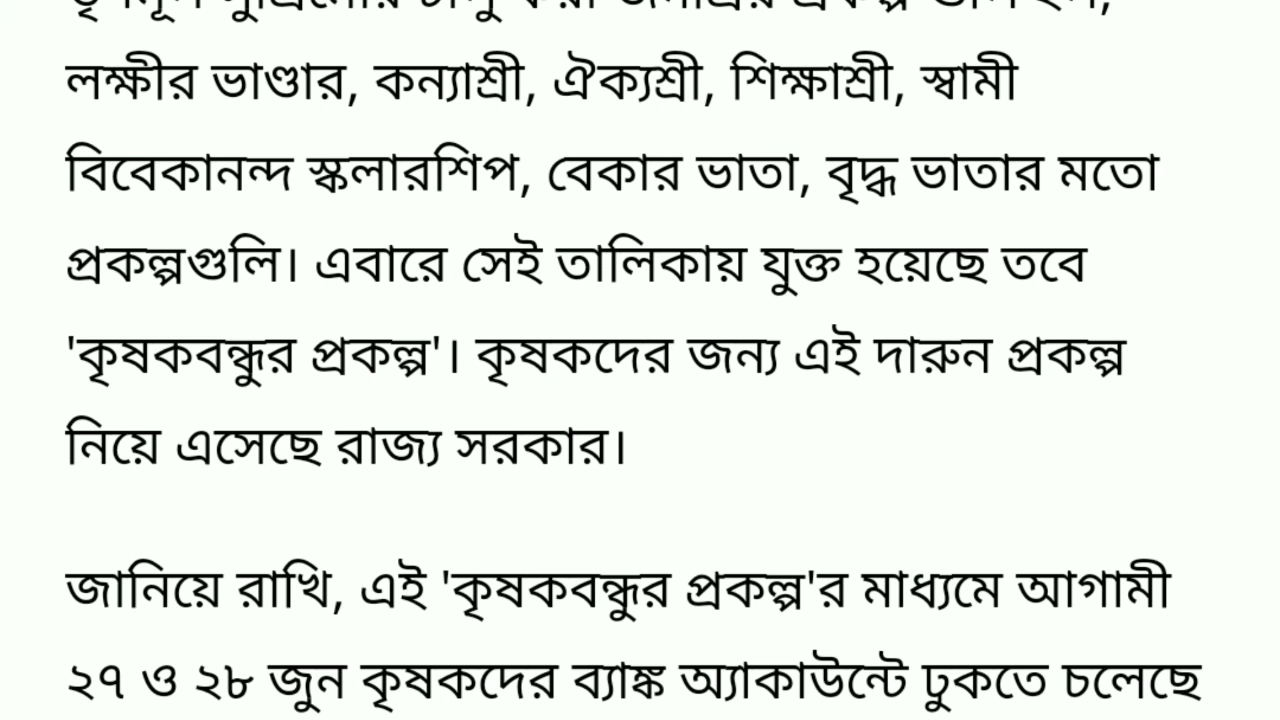 লক্ষীর ভাণ্ডার, কন্যাশ্রী, ঐক্যশ্রী, শিক্ষাশ্রী, স্বামী
বিবেকানন্দ স্কলারশিপ, বেকার ভাতা, বৃদ্ধ ভাতার মতো
প্রকল্পগুলি। এবারে সেই তালিকায় যুক্ত হয়েছে তবে
'কৃষকবন্ধুর প্রকল্প'। কৃষকদের জন্য এই দারুন প্রকল্প
নিয়ে এসেছে রাজ্য সরকার।
জানিয়ে রাখি, এই 'কৃষকবন্ধুর প্রকল্প'র মাধ্যমে আগামী
২৭ ও ২৮ জুন কৃষকদের ব্যাঙ্ক অ্যাকাউন্টে ঢুকতে চলেছে